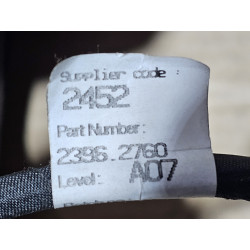 Supplier code :
2452
Part Number:
2396.2760
Level: A07